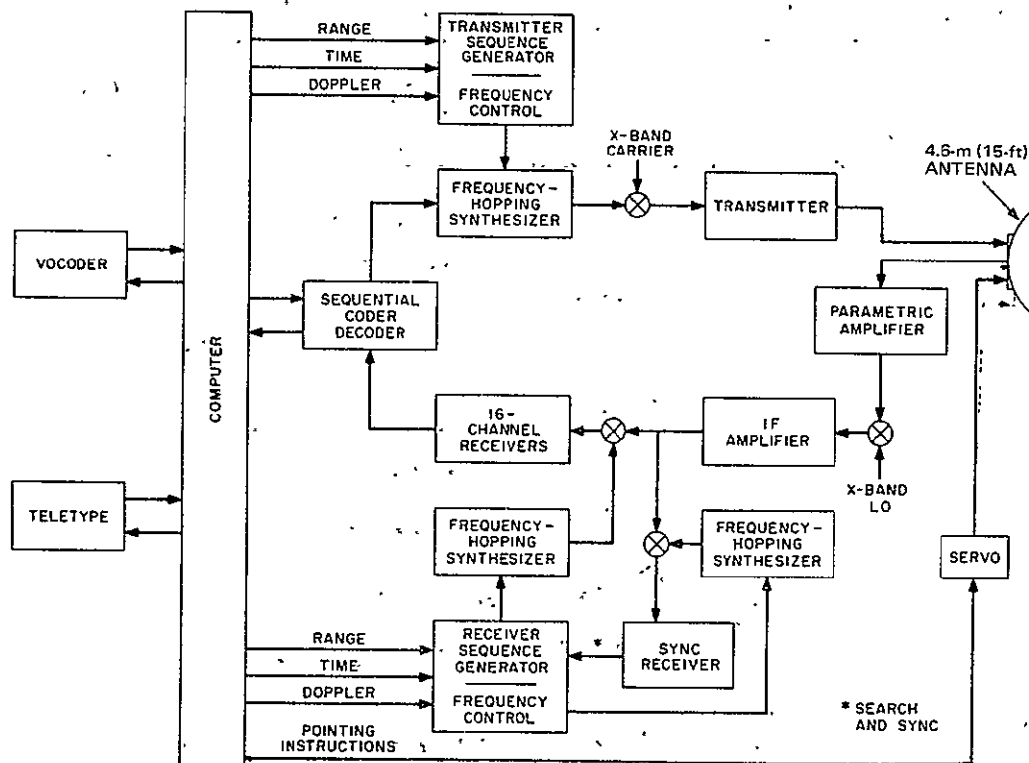 RANGE
TIME
DOPPLER
TRANSMITTER
SEQUENCE
GENERATOR
FREQUENCY
CONTROL
X-BAND
CARRIER
4.6-m (15-ft)
ANTENNA
FREQUENCY-
HOPPING
SYNTHESIZER
TRANSMITTER
VOCODER
SEQUENTIAL
CODER
DECODER
PARAMETRIC
AMPLIFIER
COMPUTER
16-
CHANNEL
RECEIVERS
IF
AMPLIFIER
X-BAND
LO
TELETYPE
FREQUENCY-
HOPPING
SYNTHESIZER
FREQUENCY-
HOPPING
SYNTHESIZER
SERVO
RANGE
TIME
DOPPLER
RECEIVER
SEQUENCE
GENERATOR
FREQUENCY
CONTROL
*
SYNC
RECEIVER
* SEARCH
AND SYNC
POINTING
INSTRUCTIONS